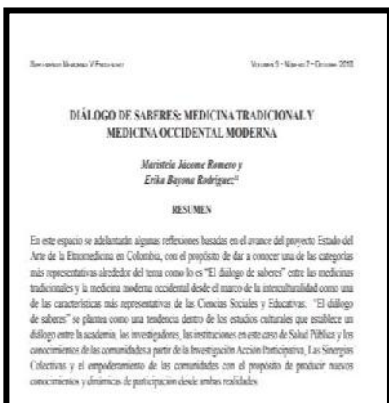 DIÁLOGO DE SABERES: MEDICINA TRADICIONAL Y
MEDICINA OCCIDENTAL MODERNA
Maristela Jácome Romero y
Erika Bayona Rodríguez
RESUMEN
En este espacio se adelantarán algunas reflexiones basadas en el avance del proyecto Estado del
Arte de la Etnomedicina en Colombia, con el propósito de dar a conocer una de las categorías
más representativas alrededor del tema como lo es "El diálogo de saberes" entre las medicinas
tradicionales y la medicina moderna occidental desde el marco de la interculturalidad como una
de las características más representativas de las Ciencias Sociales y Educativas. "El diálogo
de saberes" se plantea como una tendencia dentro de los estudios culturales que establece un
diálogo entre la academia, los investigadores, las instituciones en este caso de Salud Pública y los
conocimientos de las comunidades a partir de la Investigación Acción Participativa, Las Sinergias
Colectivas y el empoderamiento de las comunidades con el propósito de producir nuevos
conocimientos y dinámicas de participación desde ambas realidades